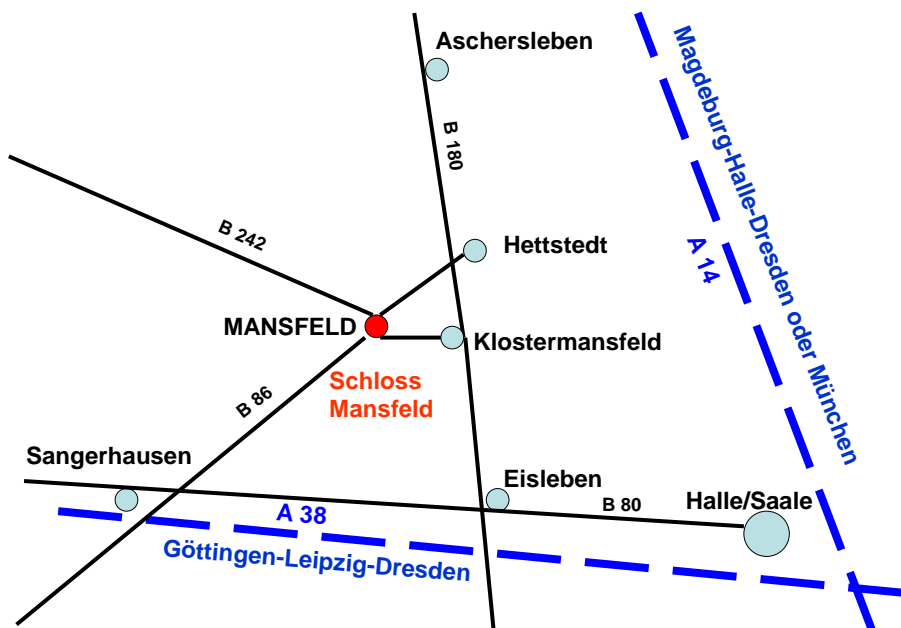 Aschersleben
Magdeburg-Halle-Dresden oder München
B 180
B 242
Hettstedt
A 14
MANSFELD
Klostermansfeld
Schloss
Mansfeld
B 86
Sangerhausen
Eisleben
Halle/Saale
B 80
A 38
Göttingen-Leipzig-Dresden